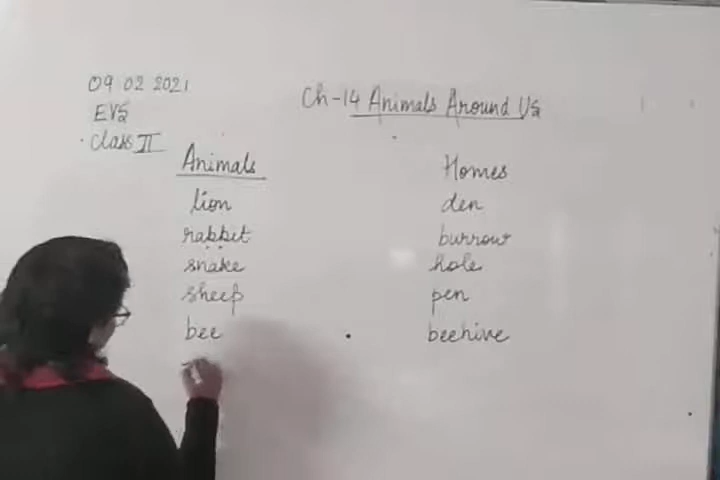 09 02 2021
EVS
Class II
Ch-14 Animals Around Us
Animals Homes
lion den
rabbit burrow
snake hole
sheep pen
bee beehive